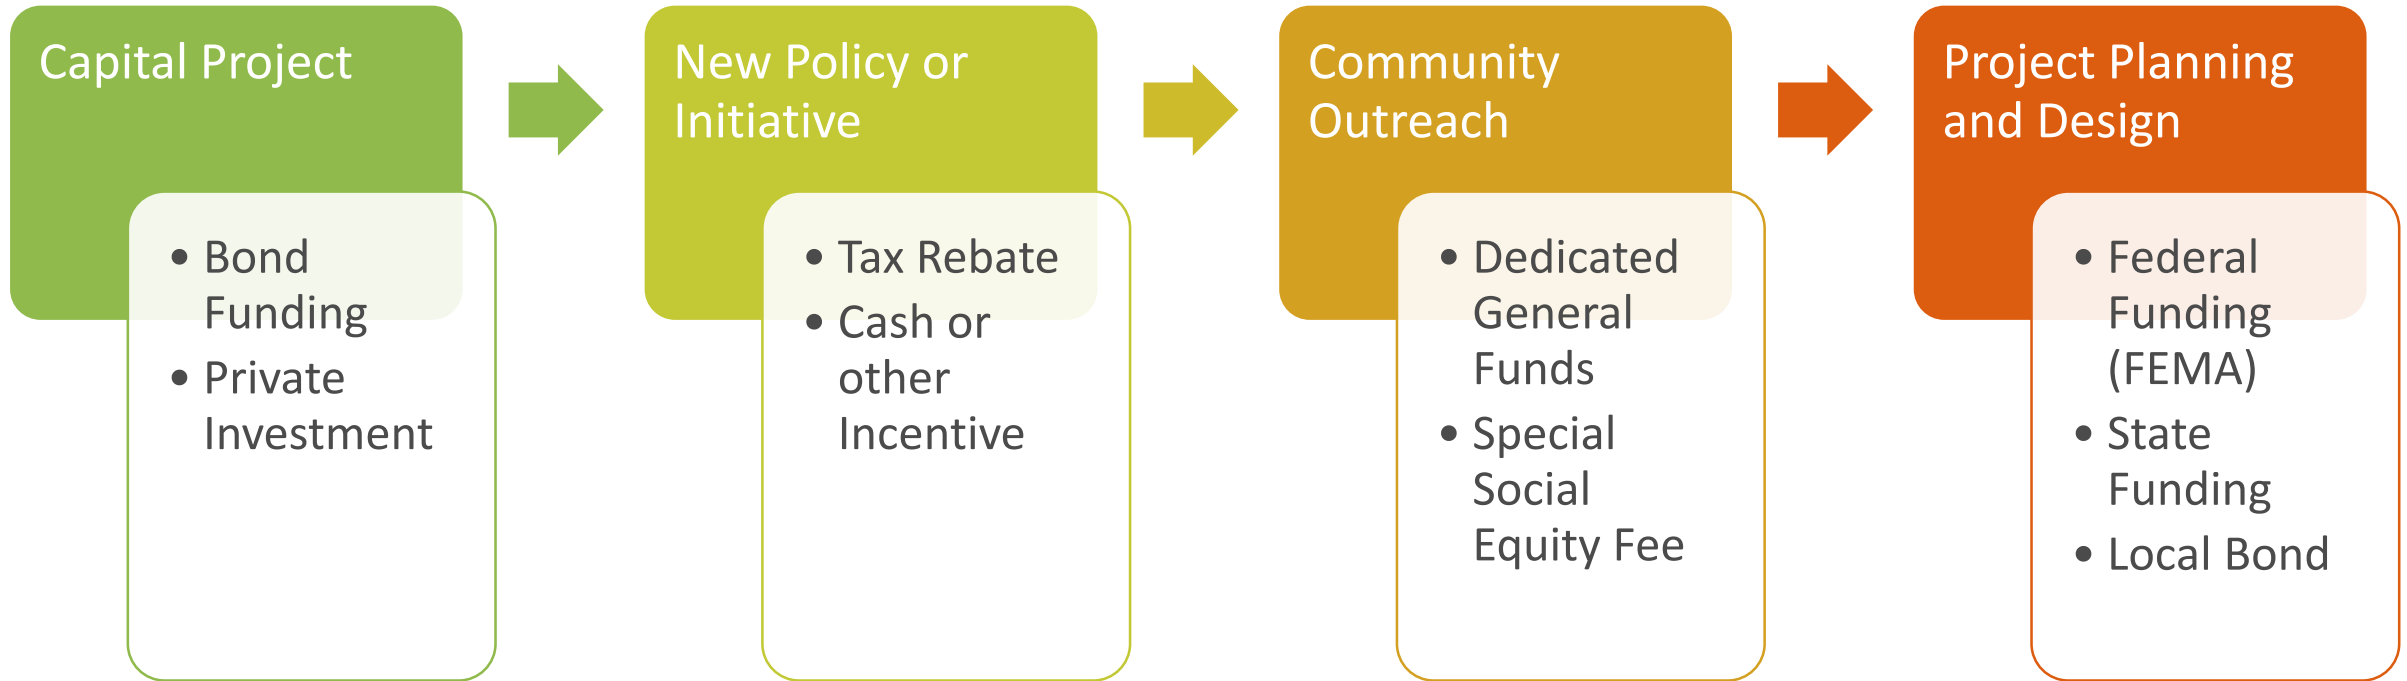 Capital Project
• Bond
Funding
• Private
Investment
New Policy or
Initiative
• Tax Rebate
• Cash or
other
Incentive
Community
Outreach
• Dedicated
General
Funds
• Special
Social
Equity Fee
Project Planning
and Design
• Federal
Funding
(FEMA)
• State
Funding
• Local Bond